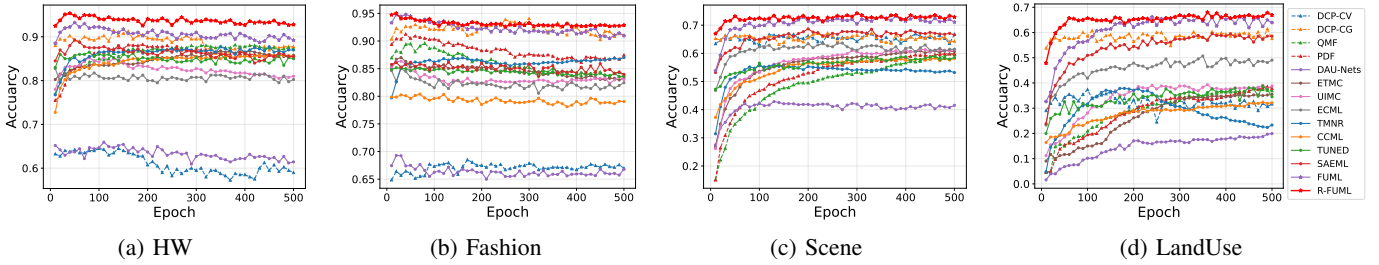 Accuarcy
0.9
0.8
0.7
0.6
0 100 200 300 400 500
Epoch
(a) HW
Accuarcy
0.95
0.90
0.85
0.80
0.75
0.70
0.65
0 100 200 300 400 500
Epoch
(b) Fashion
Accuarcy
0.7
0.6
0.5
0.4
0.3
0.2
0 100 200 300 400 500
Epoch
(c) Scene
Accuarcy
0.7
0.6
0.5
0.4
0.3
0.2
0.1
0.0
0 100 200 300 400 500
Epoch
(d) LandUse
DCP-CV
DCP-CG
QMF
PDF
DAU-Nets
ETMC
UIMC
ECML
TMNR
CCML
TUNED
SAEML
FUML
R-FUML